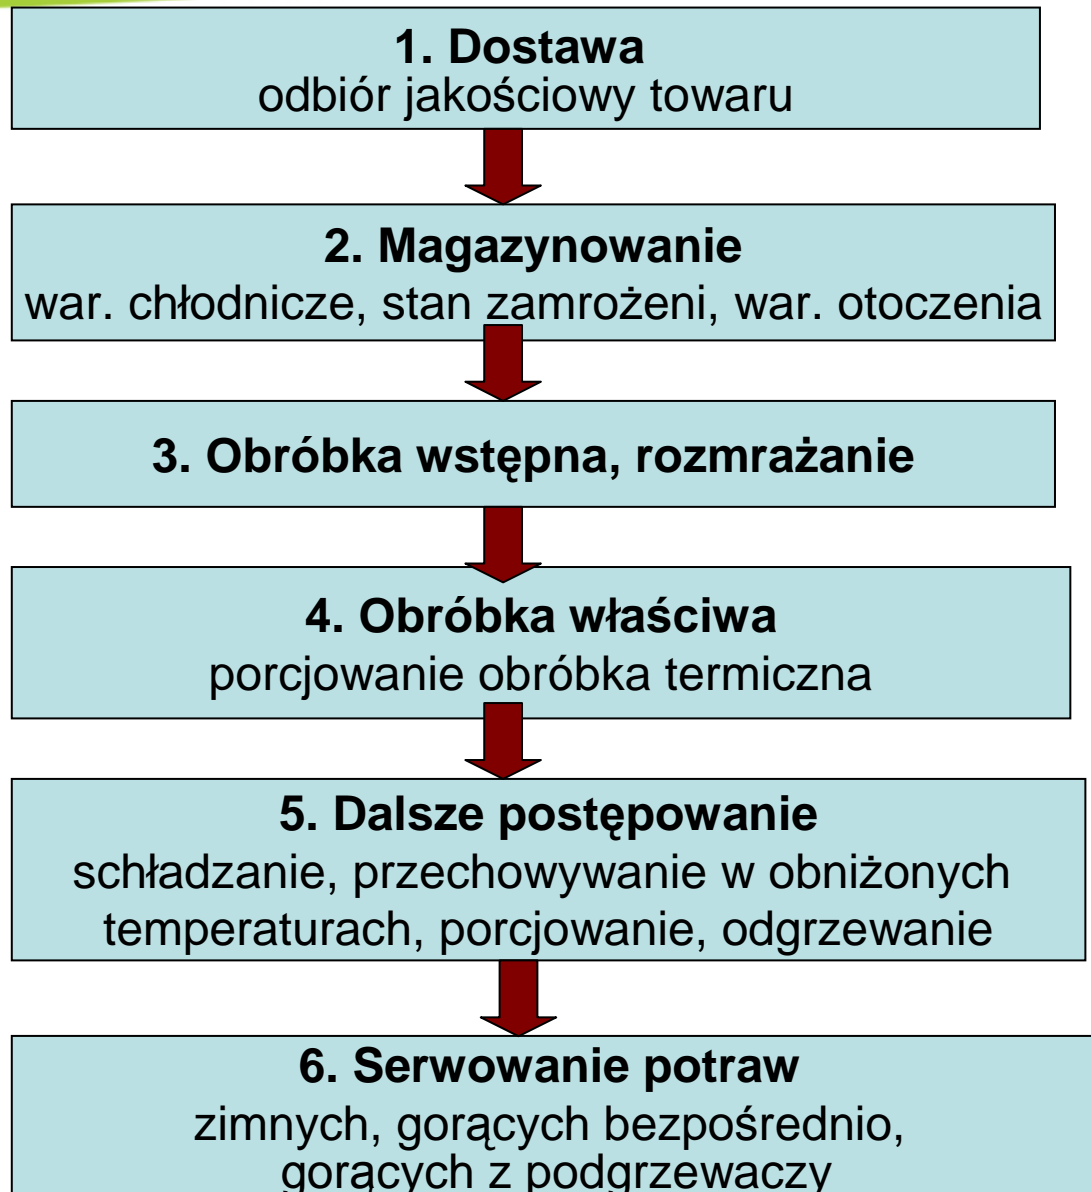 1. Dostawa
odbiór jakościowy towaru
2. Magazynowanie
war. chłodnicze, stan zamrożeni, war. otoczenia
3. Obróbka wstępna, rozmrażanie
4. Obróbka właściwa
porcjowanie obróbka termiczna
5. Dalsze postępowanie
schładzanie, przechowywanie w obniżonych
temperaturach, porcjowanie, odgrzewanie
6. Serwowanie potraw
zimnych, gorących bezpośrednio,
gorących z podgrzewaczy